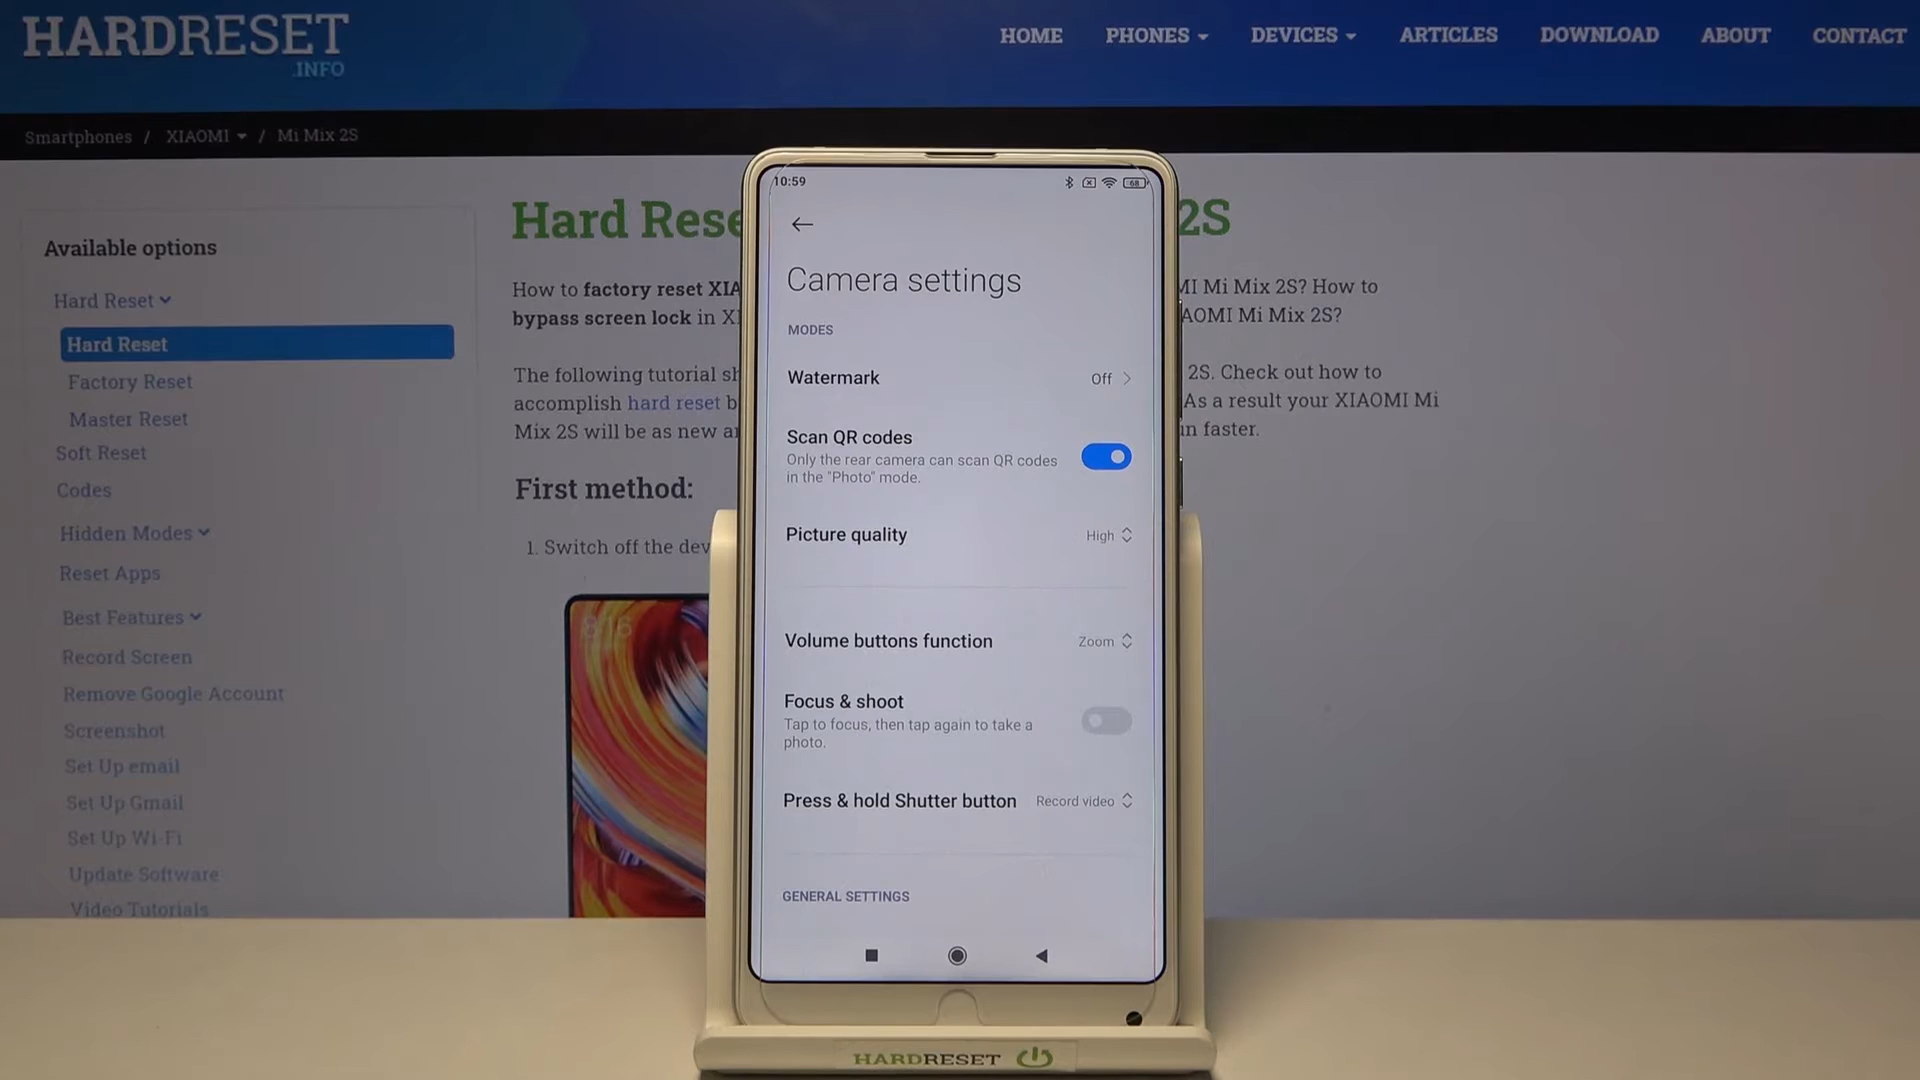 HARDRESET
.INFO
HOME PHONES DEVICES ARTICLES DOWNLOAD ABOUT CONTACT
Smartphones / XIAOMI / Mi Mix 2S
Available options
Hard Reset
Hard Reset
Factory Reset
Master Reset
Soft Reset
Codes
Hidden Modes
Reset Apps
Best Features
Record Screen
Remove Google Account
Screenshot
Set Up email
Set Up Gmail
Set Up Wi-Fi
Update Software
Video Tutorials
Hard Rese 2S
How to factory reset XIA MI Mi Mix 2S? How to
bypass screen lock in XI AOMI Mi Mix 2S?
The following tutorial sh 2S. Check out how to
accomplish hard reset b As a result your XIAOMI Mi
Mix 2S will be as new an in faster.
First method:
1. Switch off the dev
10:59
68
Camera settings
MODES
Watermark Off
Scan QR codes
Only the rear camera can scan QR codes
in the "Photo" mode.
Picture quality High
Volume buttons function Zoom
Focus & shoot
Tap to focus, then tap again to take a
photo.
Press & hold Shutter button Record video
GENERAL SETTINGS
HARDRESET